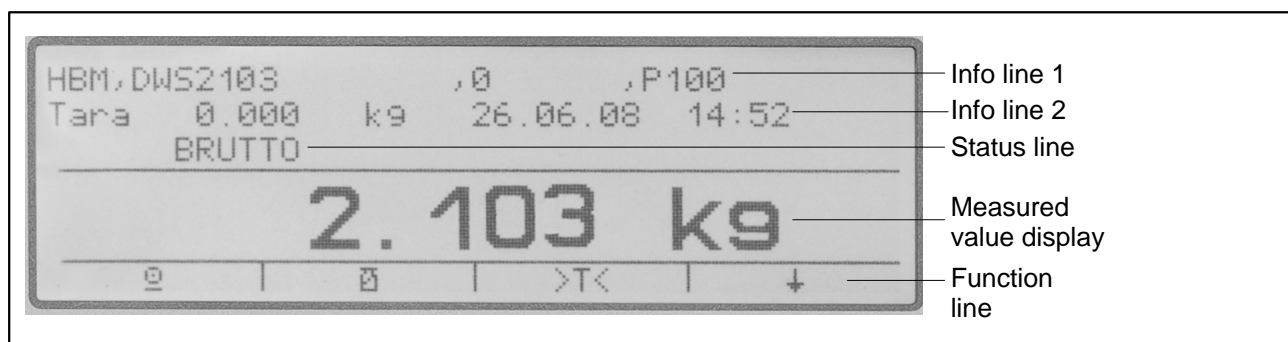 HBM,DWS2103 ,0 ,P100
Info line 1
Tara 0.000 kg 26.06.08 14:52
Info line 2
BRUTTO
Status line
2.103 kg
Measured
value display
>T<
Function
line